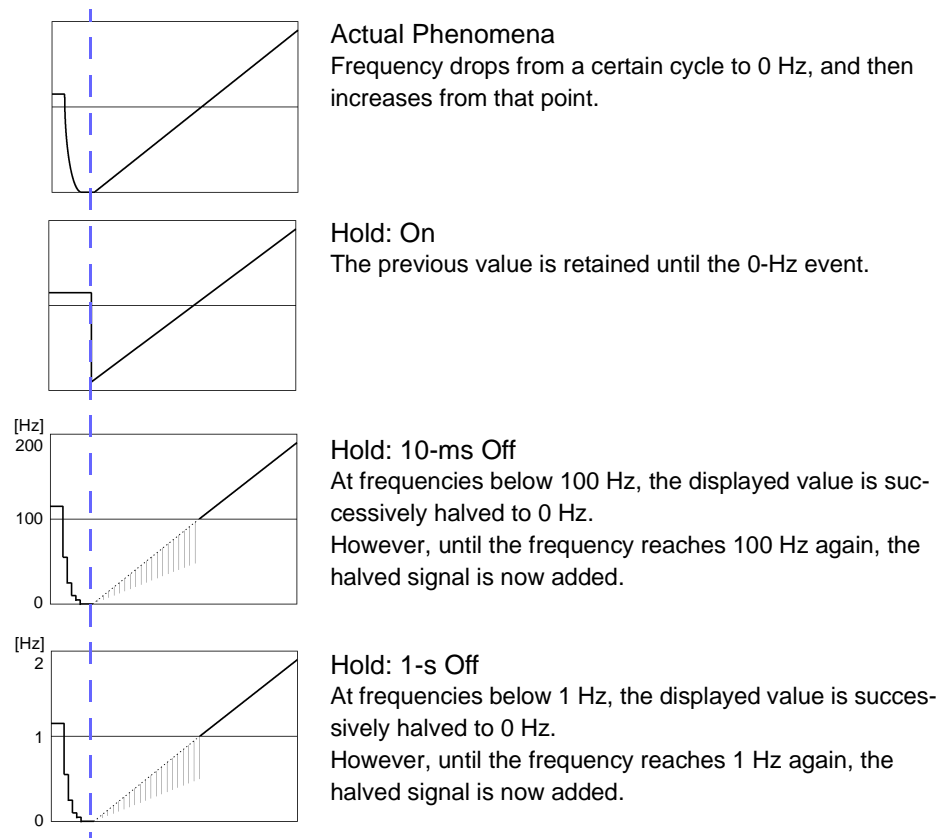 Actual Phenomena
Frequency drops from a certain cycle to 0 Hz, and then
increases from that point.
Hold: On
The previous value is retained until the 0-Hz event.
[Hz]
200
100
0
Hold: 10-ms Off
At frequencies below 100 Hz, the displayed value is suc-
cessively halved to 0 Hz.
However, until the frequency reaches 100 Hz again, the
halved signal is now added.
[Hz]
2
1
0
Hold: 1-s Off
At frequencies below 1 Hz, the displayed value is succes-
sively halved to 0 Hz.
However, until the frequency reaches 1 Hz again, the
halved signal is now added.